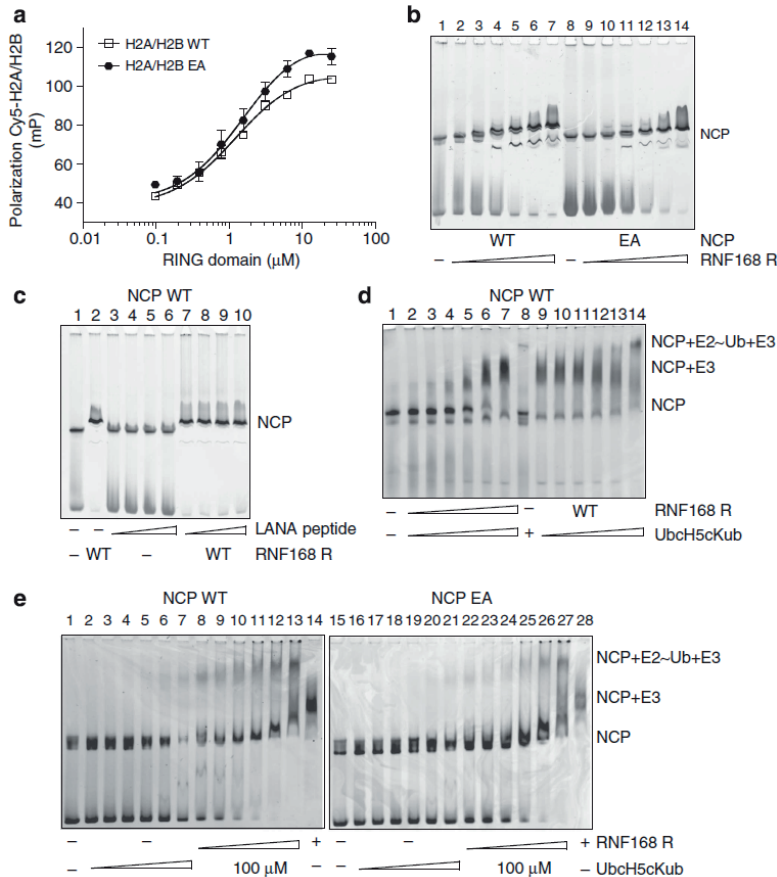 a
Polarization Cy5-H2A/H2B
(mP)
120
100
80
60
40
H2A/H2B WT
H2A/H2B EA
0.01 0.1 1 10 100
RING domain (μM)
b
1 2 3 4 5 6 7 8 9 10 11 12 13 14
NCP
WT EA NCP
– – RNF168 R
c
NCP WT
1 2 3 4 5 6 7 8 9 10
NCP
– – LANA peptide
– WT – WT RNF168 R
d
NCP WT
1 2 3 4 5 6 7 8 9 10 11 12 13 14
NCP+E2~Ub+E3
NCP+E3
NCP
– – WT RNF168 R
– + UbcH5cKub
e
NCP WT NCP EA
1 2 3 4 5 6 7 8 9 10 11 12 13 14 15 16 17 18 19 20 21 22 23 24 25 26 27 28
NCP+E2~Ub+E3
NCP+E3
NCP
– – + – – + RNF168 R
– 100 μM – – 100 μM – UbcH5cKub